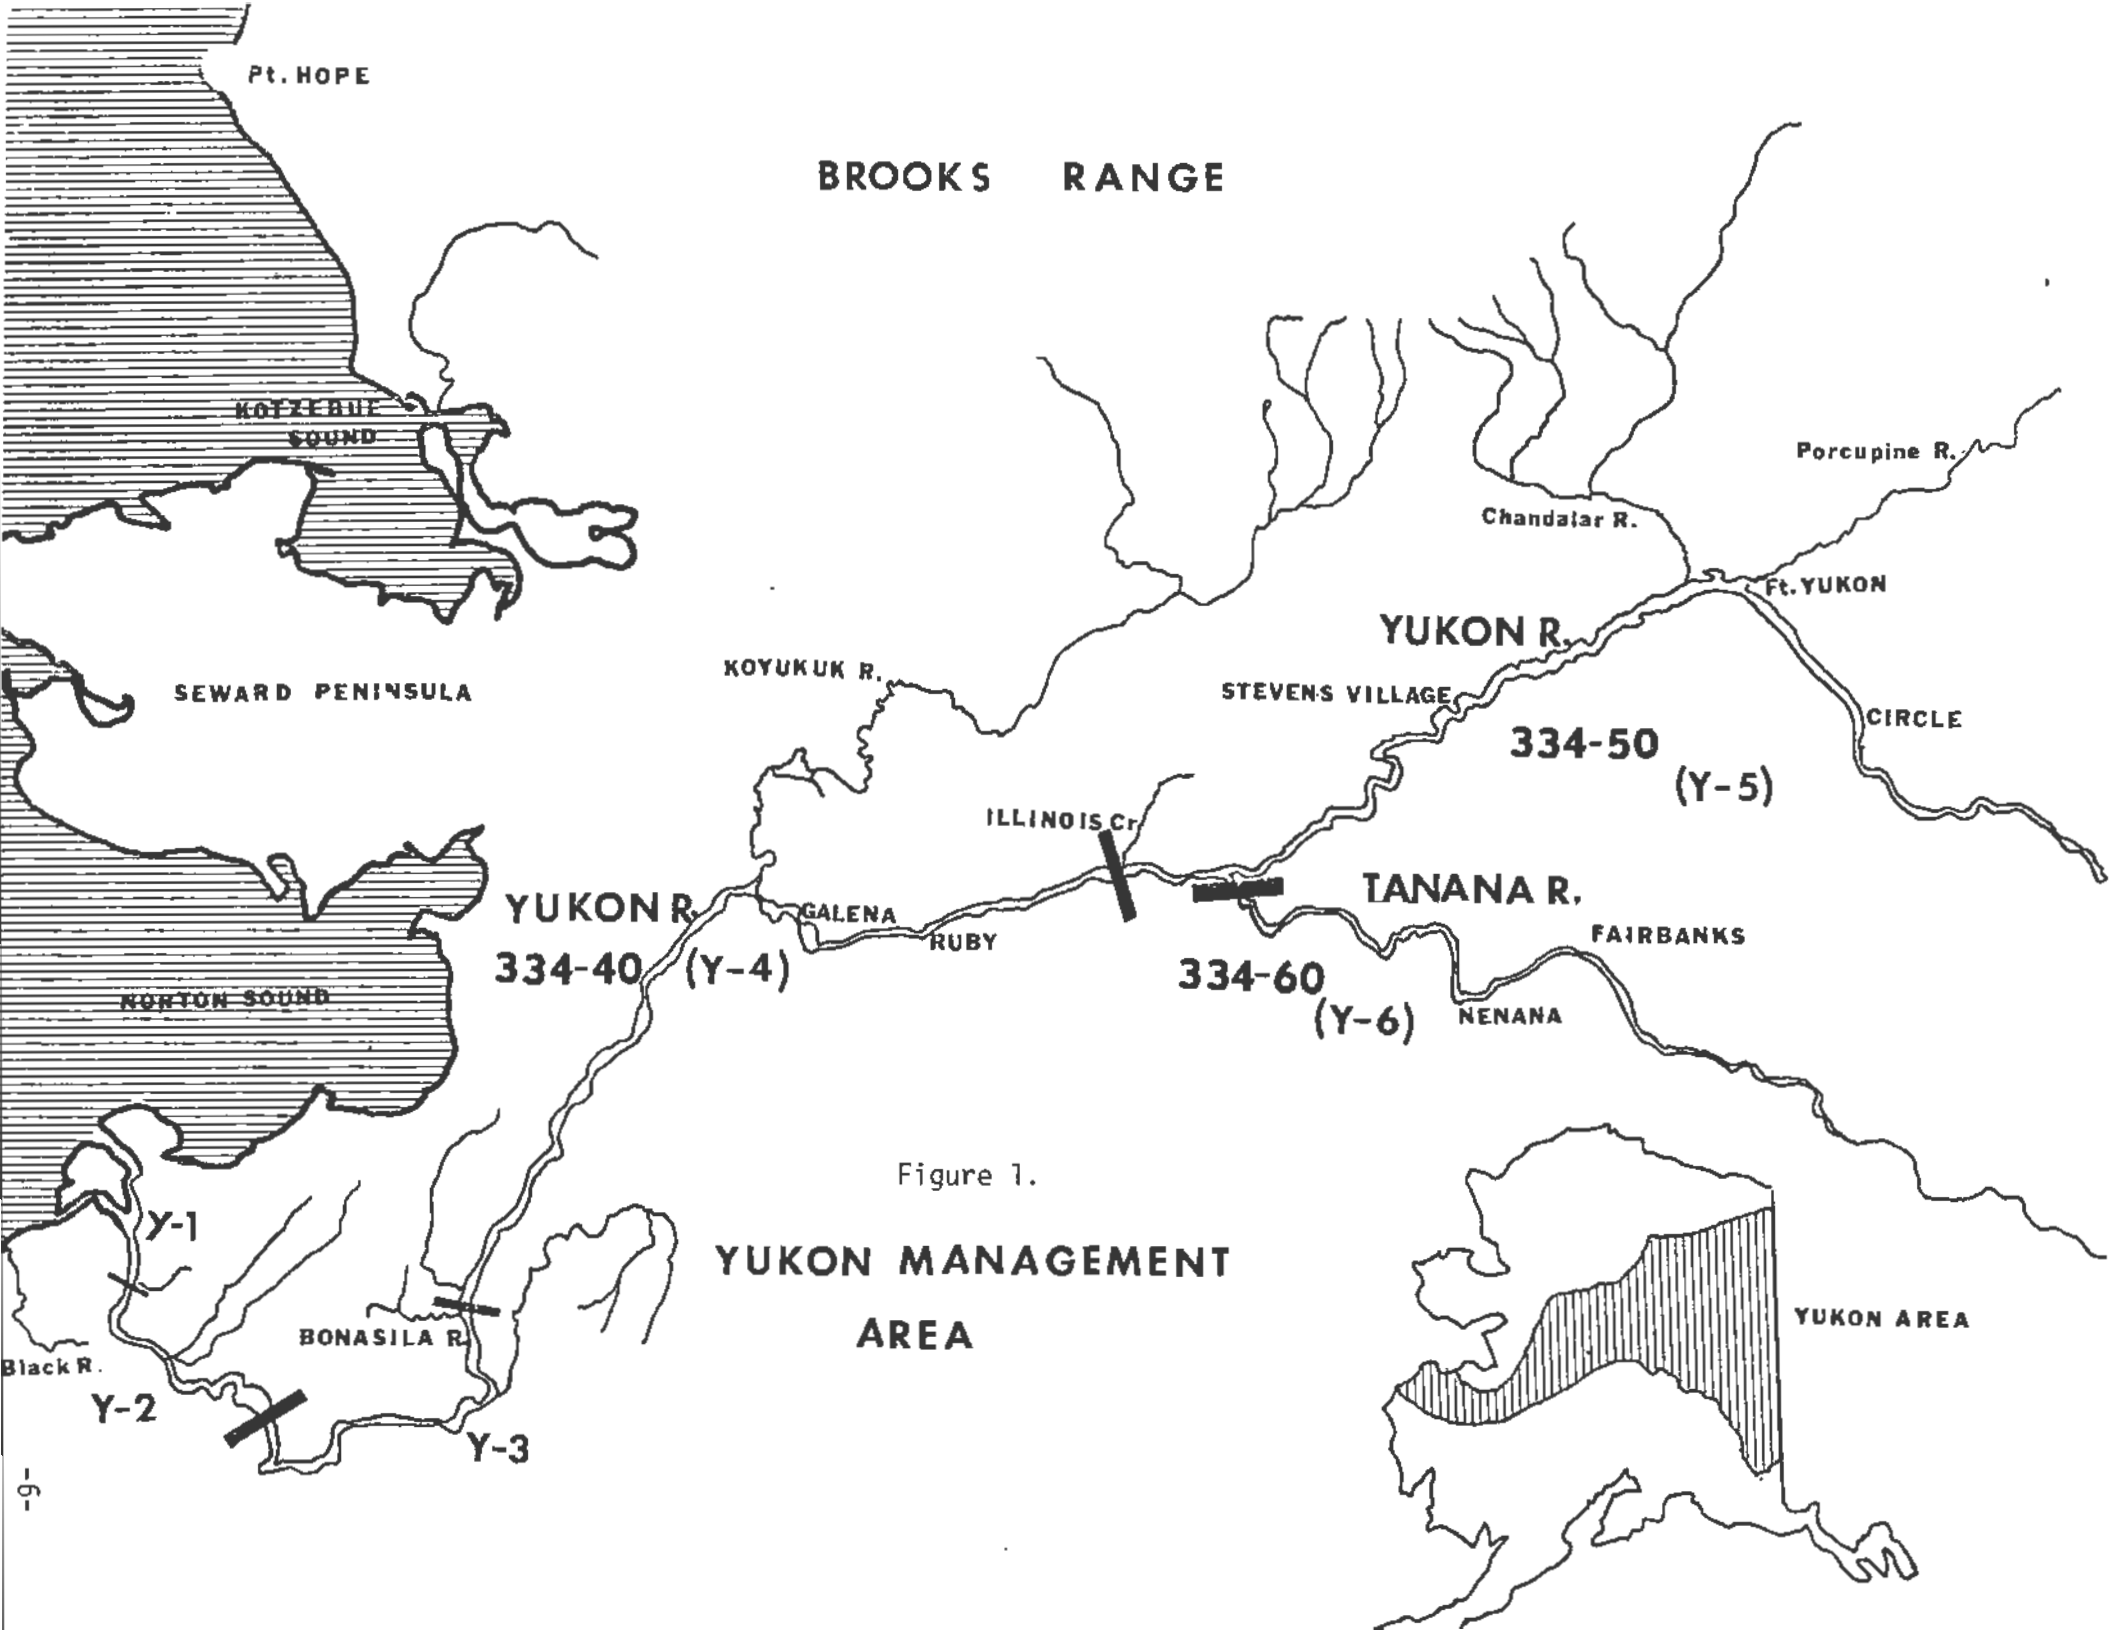 Pt. HOPE
BROOKS RANGE
KOTZEBUE
SOUND
Porcupine R.
Chandalar R.
Ft. YUKON
YUKON R.
KOYUKUK R.
STEVENS VILLAGE
SEWARD PENINSULA
CIRCLE
334-50
(Y-5)
ILLINOIS Cr
TANANA R.
YUKON R.
GALENA
RUBY
FAIRBANKS
334-40 (Y-4)
334-60
(Y-6)
NENANA
NORTON SOUND
Figure 1.
Y-1
YUKON MANAGEMENT
AREA
YUKON AREA
BONASILA R.
Black R.
Y-2
Y-3
-6-